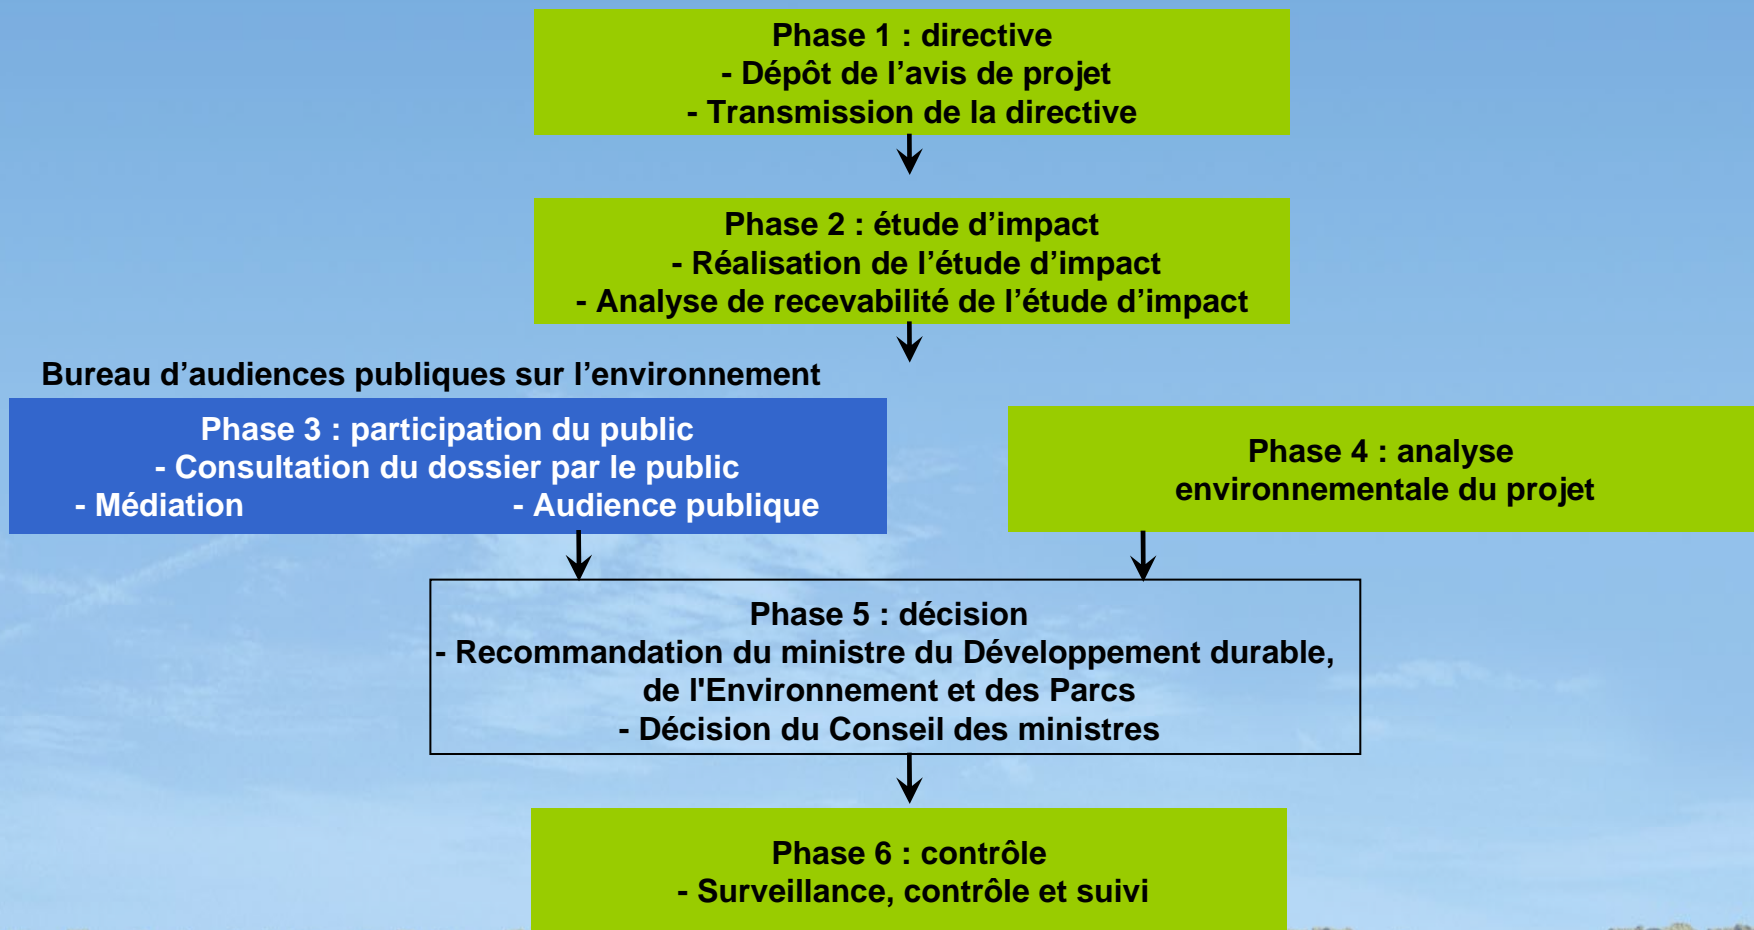 Phase 1 : directive
- Dépôt de l’avis de projet
- Transmission de la directive
Phase 2 : étude d’impact
- Réalisation de l’étude d’impact
- Analyse de recevabilité de l’étude d’impact
Bureau d’audiences publiques sur l’environnement
Phase 3 : participation du public
- Consultation du dossier par le public
- Médiation - Audience publique
Phase 4 : analyse
environnementale du projet
Phase 5 : décision
- Recommandation du ministre du Développement durable,
de l'Environnement et des Parcs
- Décision du Conseil des ministres
Phase 6 : contrôle
- Surveillance, contrôle et suivi